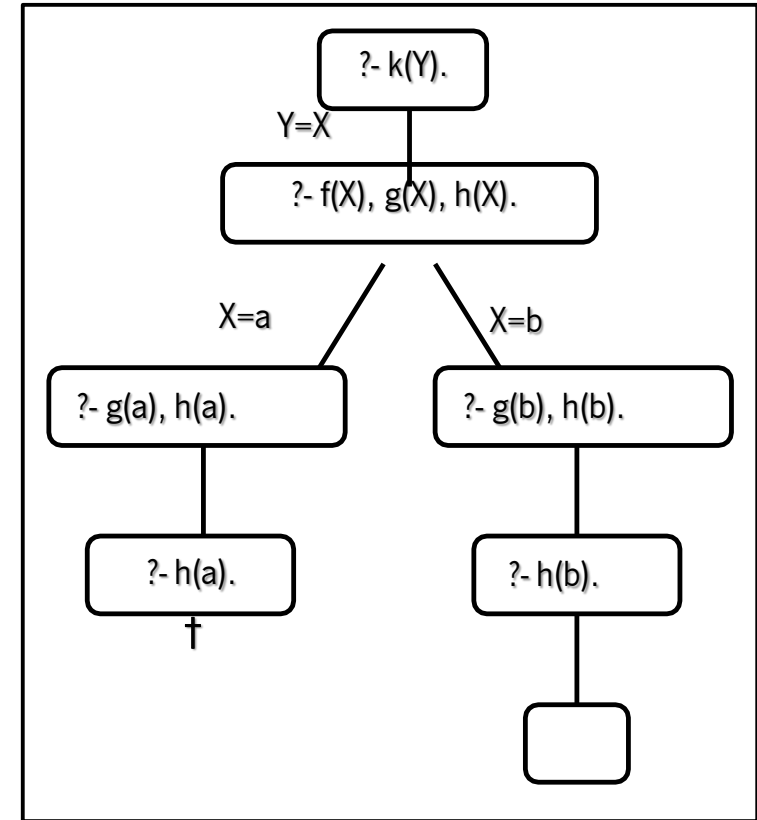 ?- k(Y).
Y=X
?- f(X), g(X), h(X).
X=a
X=b
?- g(a), h(a).
?- g(b), h(b).
?- h(a).
?- h(b).
†